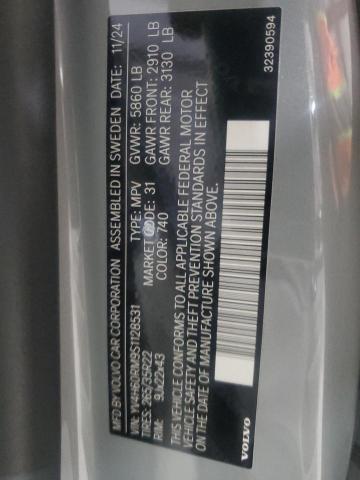 MFD BY VOLVO CAR CORPORATION ASSEMBLED IN SWEDEN DATE: 11/24
VIN: YV4H60RM9S1128531 TYPE: MPV GVWR: 5860 LB
TIRES: 265/35R22 MARKET CODE: 31 GAWR FRONT: 2910 LB
RIM: 9Jx22x43 COLOR: 740 GAWR REAR: 3130 LB
THIS VEHICLE CONFORMS TO ALL APPLICABLE FEDERAL MOTOR
VEHICLE SAFETY AND THEFT PREVENTION STANDARDS IN EFFECT
ON THE DATE OF MANUFACTURE SHOWN ABOVE.
VOLVO
32390594